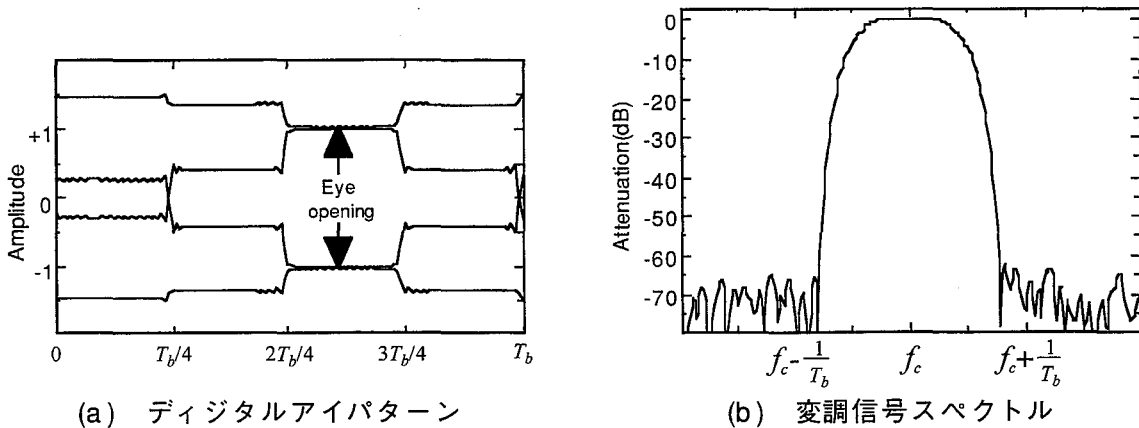 Amplitude
+1
0
-1
Eye
opening
0
T_b/4
2T_b/4
3T_b/4
T_b
(a) ディジタルアイパターン
Attenuation(dB)
0
-10
-20
-30
-40
-50
-60
-70
f_c-1/T_b
f_c
f_c+1/T_b
(b) 変調信号スペクトル